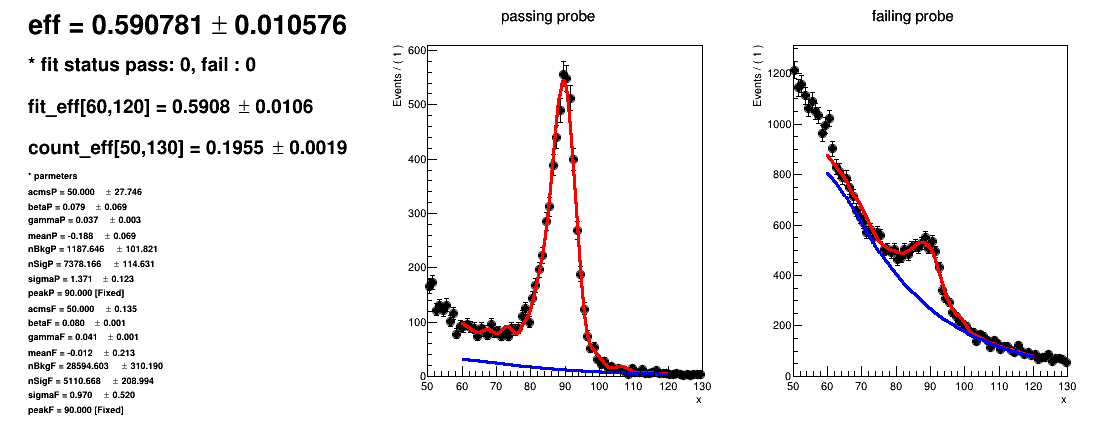 eff = 0.590781 ± 0.010576
* fit status pass: 0, fail : 0
fit_eff[60,120] = 0.5908 ± 0.0106
count_eff[50,130] = 0.1955 ± 0.0019
* parmeters
acmsP = 50.000 ± 27.746
betaP = 0.079 ± 0.069
gammaP = 0.037 ± 0.003
meanP = -0.188 ± 0.069
nBkgP = 1187.646 ± 101.821
nSigP = 7378.166 ± 114.631
sigmaP = 1.371 ± 0.123
peakP = 90.000 [Fixed]
acmsF = 50.000 ± 0.135
betaF = 0.080 ± 0.001
gammaF = 0.041 ± 0.001
meanF = -0.012 ± 0.213
nBkgF = 28594.603 ± 310.190
nSigF = 5110.668 ± 208.994
sigmaF = 0.970 ± 0.520
peakF = 90.000 [Fixed]
passing probe
Events / ( 1 )
600
500
400
300
200
100
0
50 60 70 80 90 100 110 120 130
x
failing probe
Events / ( 1 )
1200
1000
800
600
400
200
0
50 60 70 80 90 100 110 120 130
x